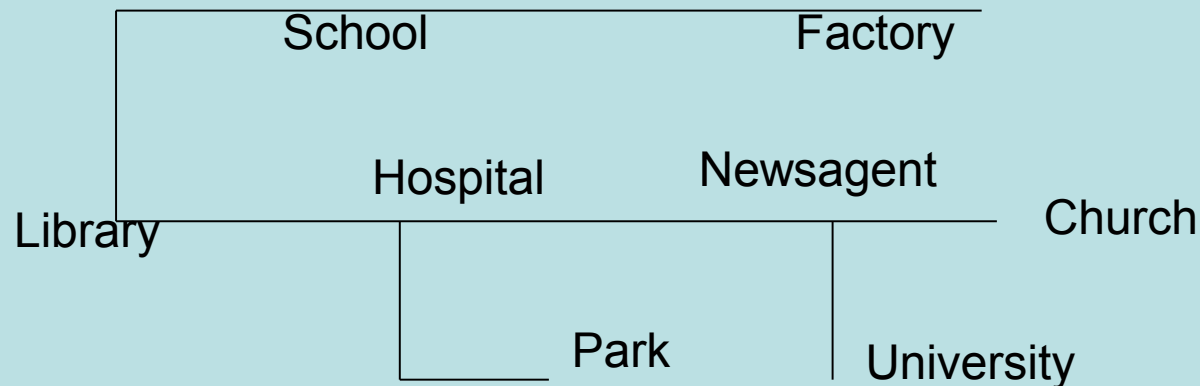 School Factory
Hospital Newsagent
Library Church
Park University